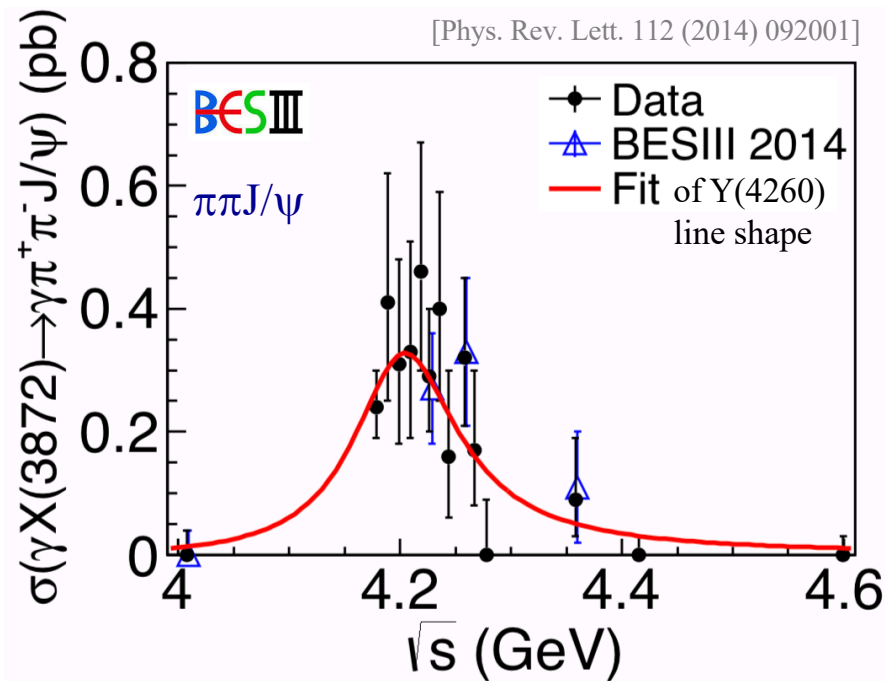 [Phys. Rev. Lett. 112 (2014) 092001]
σ(γX(3872)→γπ⁺π⁻J/ψ) (pb)
0.8
0.6
0.4
0.2
0
BESIII
ππJ/ψ
Data
BESIII 2014
Fit of Y(4260)
line shape
4 4.2 4.4 4.6
√s (GeV)